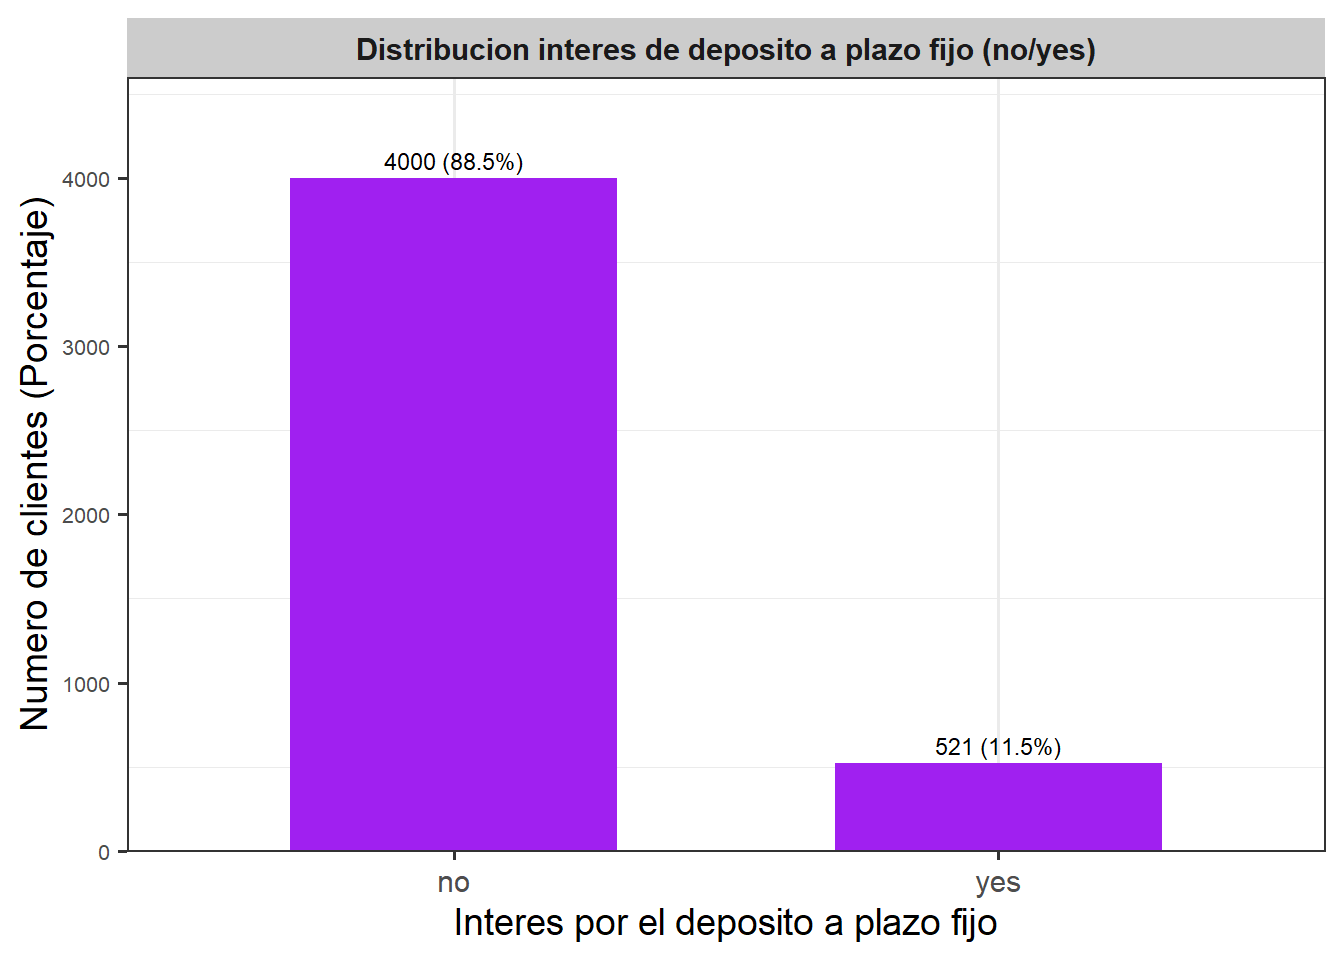 Distribucion interes de deposito a plazo fijo (no/yes)
Numero de clientes (Porcentaje)
4000
3000
2000
1000
0
4000 (88.5%)
521 (11.5%)
no
yes
Interes por el deposito a plazo fijo